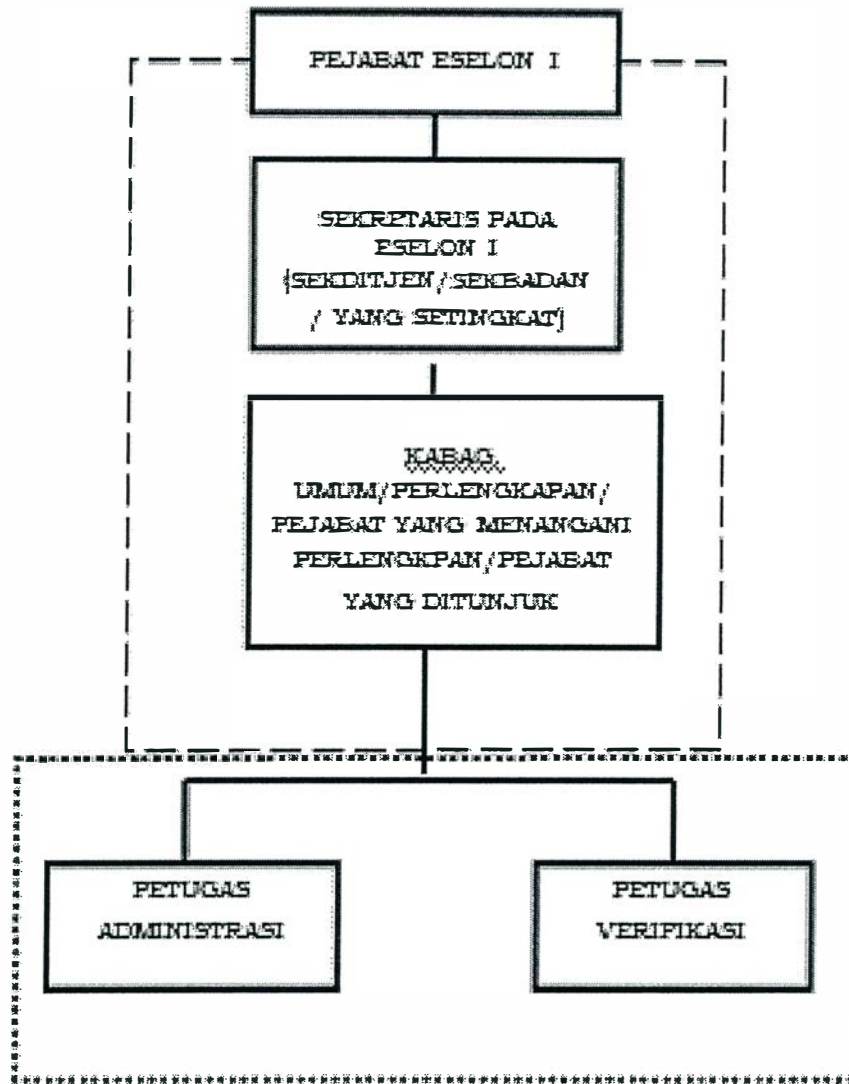 PEJABAT ESELON I
SEKRETARIS PADA
ESELON I
(SEKDITJEN/SEKBADAN
/ YANG SETINGKAT)
KABAG.
UMUM/PERLENGKAPAN/
PEJABAT YANG MENANGANI
PERLENGKPAN/PEJABAT
YANG DITUNJUK
PETUGAS
ADMINISTRASI
PETUGAS
VERIFIKASI